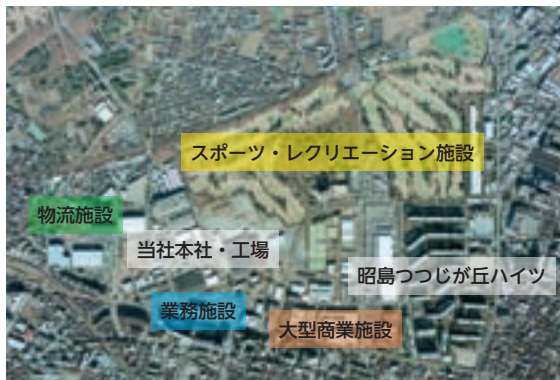 スポーツ・レクリエーション施設
物流施設
当社本社・工場
昭島つつじが丘ハイツ
業務施設
大型商業施設